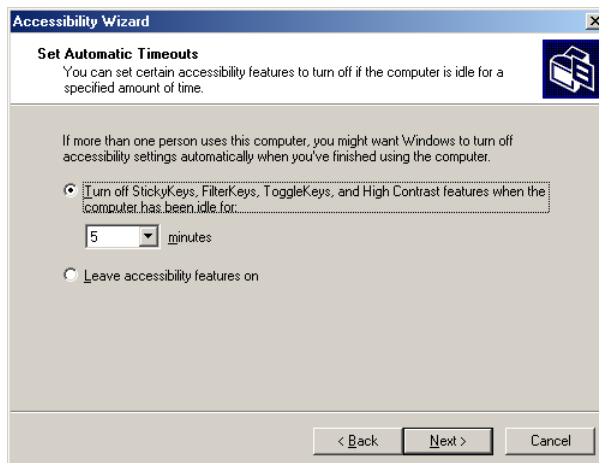 Accessibility Wizard
Set Automatic Timeouts
You can set certain accessibility features to turn off if the computer is idle for a
specified amount of time.
If more than one person uses this computer, you might want Windows to turn off
accessibility settings automatically when you've finished using the computer.
Turn off StickyKeys, FilterKeys, ToggleKeys, and High Contrast features when the
computer has been idle for:
5 minutes
Leave accessibility features on
< Back Next > Cancel